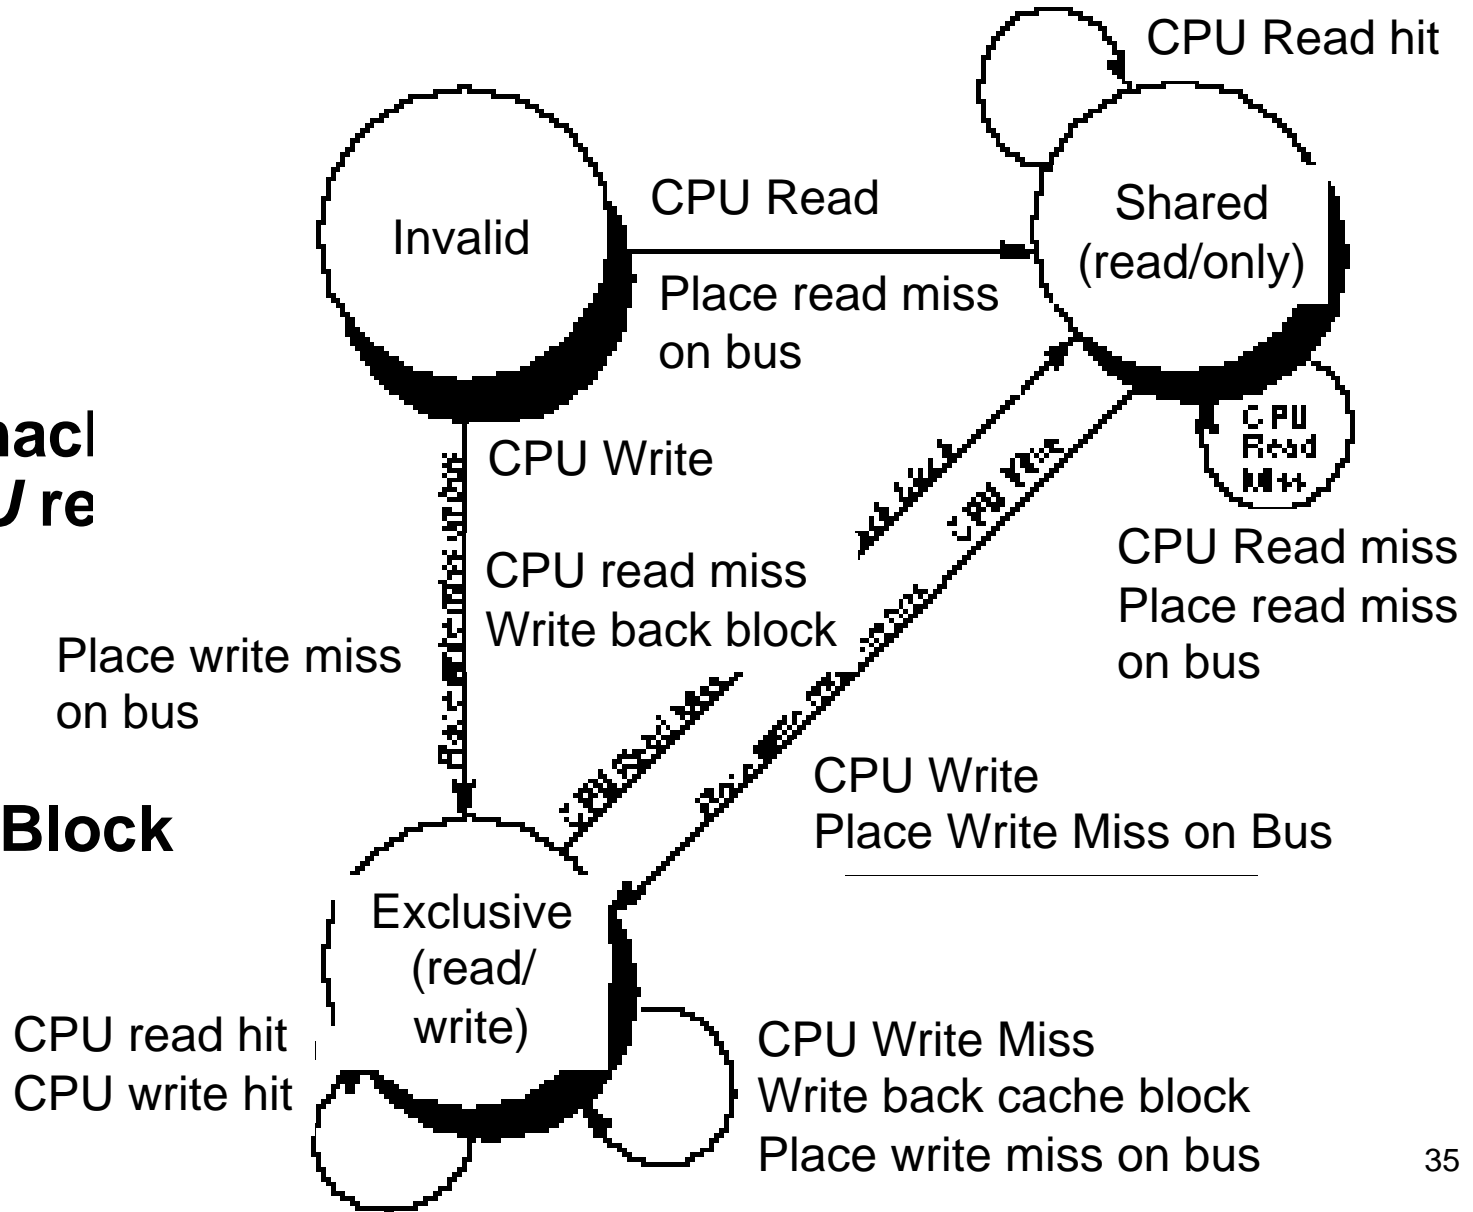 CPU Read hit
Invalid
CPU Read
Shared
(read/only)
Place read miss
on bus
CPU
Read
Miss
CPU Write
CPU read miss
Write back block
CPU Read miss
Place read miss
on bus
Place write miss
on bus
CPU Write
Place Write Miss on Bus
Block
Exclusive
(read/
write)
CPU read hit
CPU write hit
CPU Write Miss
Write back cache block
Place write miss on bus
35